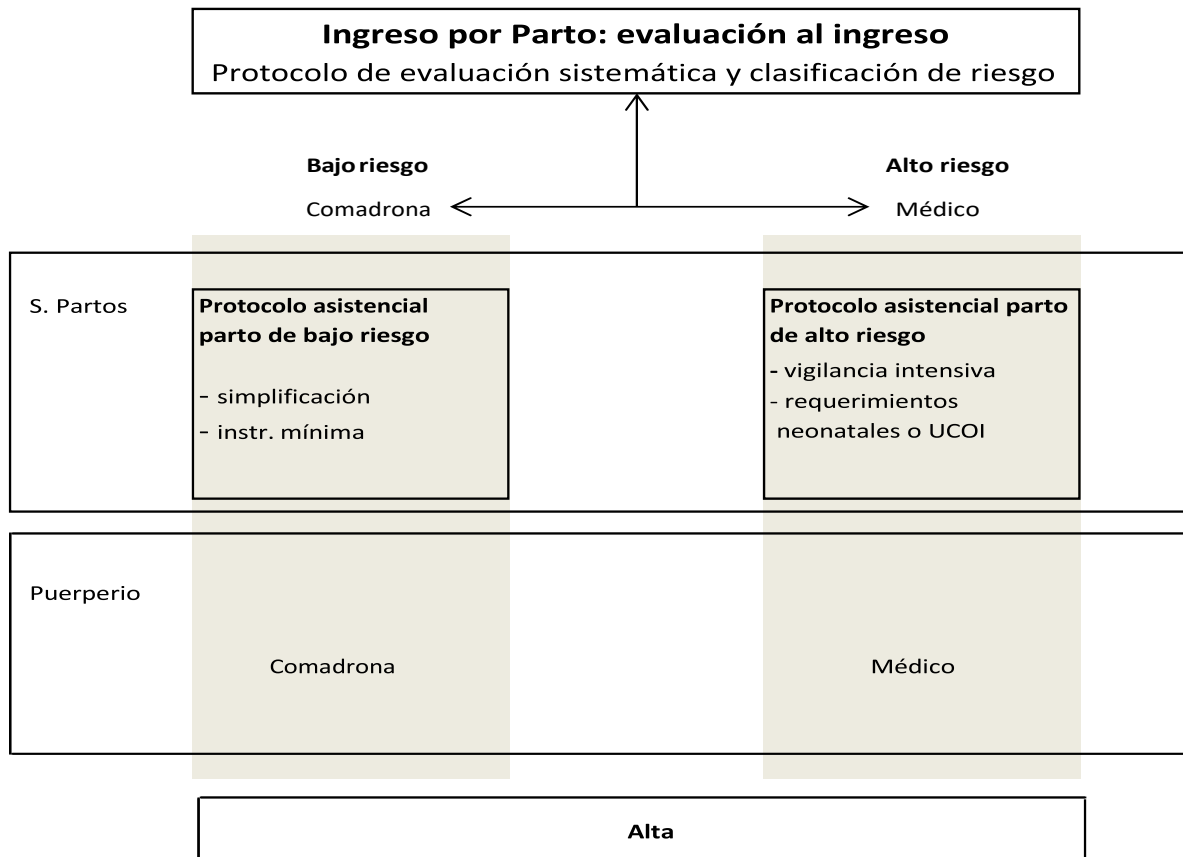 Ingreso por Parto: evaluación al ingreso
Protocolo de evaluación sistemática y clasificación de riesgo
Bajo riesgo
Alto riesgo
Comadrona
Médico
S. Partos
Protocolo asistencial
parto de bajo riesgo
- simplificación
- instr. mínima
Protocolo asistencial parto
de alto riesgo
- vigilancia intensiva
- requerimientos
neonatales o UCOI
Puerperio
Comadrona
Médico
Alta